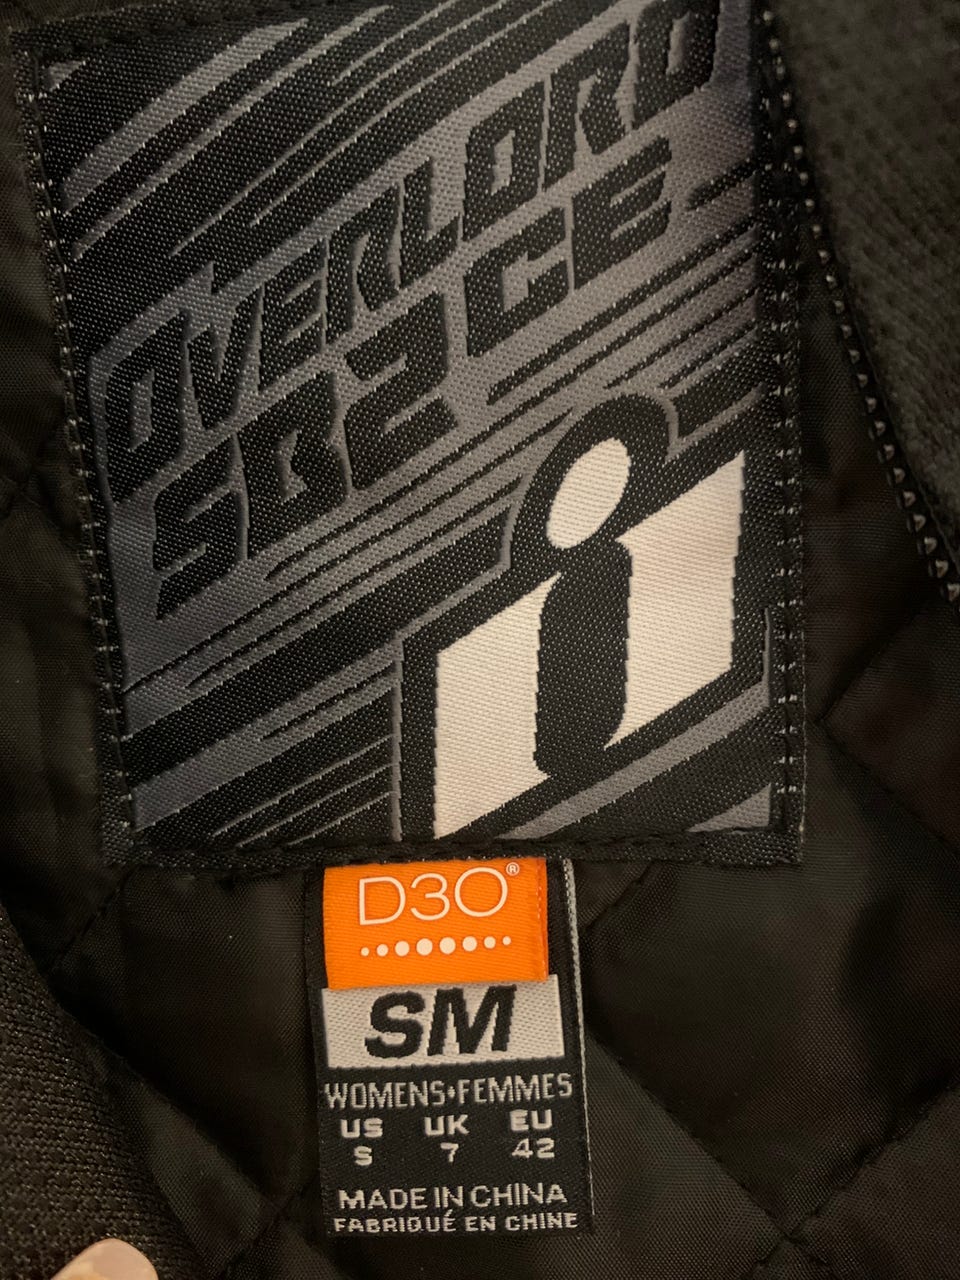 OVERLORD
SB2 CE
i
D3O®
SM
WOMENS•FEMMES
US UK EU
S 7 42
MADE IN CHINA
FABRIQUÉ EN CHINE